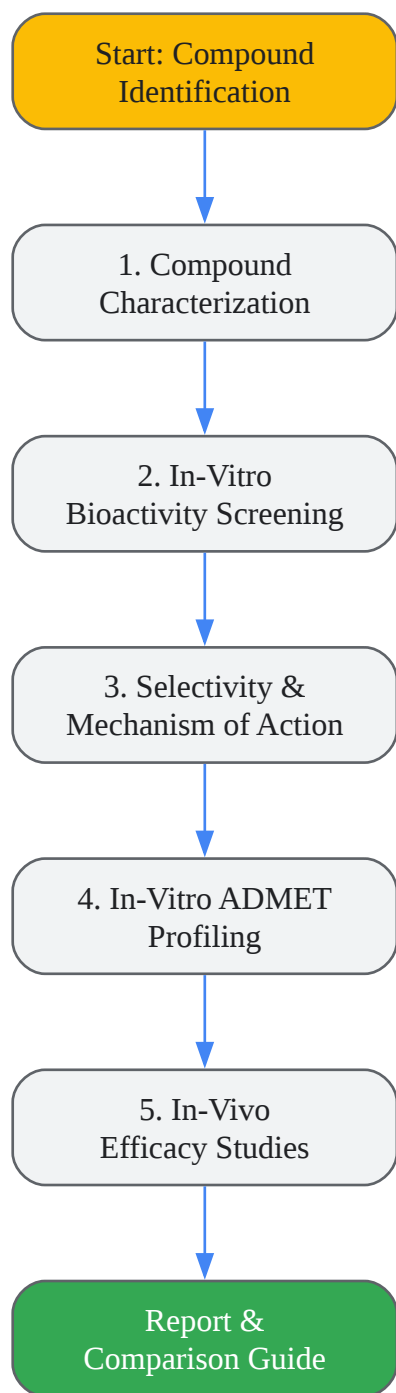 Start: Compound
Identification
1. Compound
Characterization
2. In-Vitro
Bioactivity Screening
3. Selectivity &
Mechanism of Action
4. In-Vitro ADMET
Profiling
5. In-Vivo
Efficacy Studies
Report &
Comparison Guide